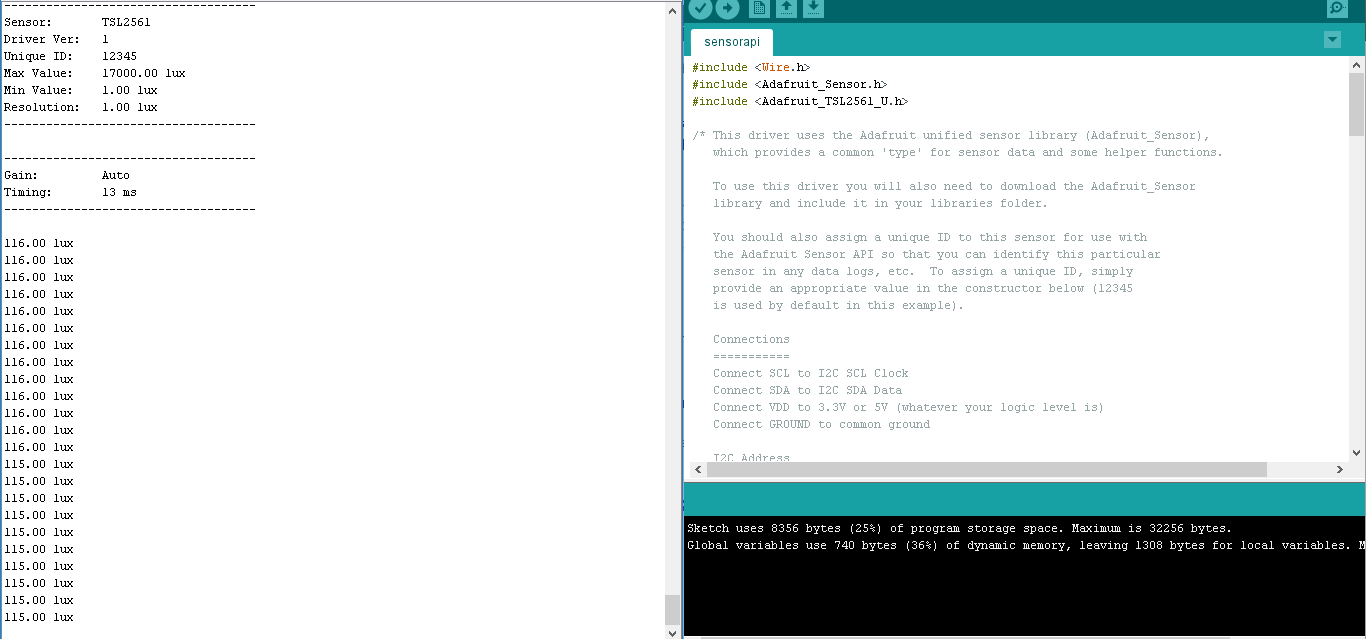 ------------------------------------
Sensor:       TSL2561
Driver Ver:   1
Unique ID:    12345
Max Value:    17000.00 lux
Min Value:    1.00 lux
Resolution:   1.00 lux
------------------------------------
------------------------------------
Gain:         Auto
Timing:       13 ms
------------------------------------
116.00 lux
116.00 lux
116.00 lux
116.00 lux
116.00 lux
116.00 lux
116.00 lux
116.00 lux
116.00 lux
116.00 lux
116.00 lux
116.00 lux
116.00 lux
115.00 lux
115.00 lux
115.00 lux
115.00 lux
115.00 lux
115.00 lux
115.00 lux
115.00 lux
115.00 lux
115.00 lux
sensorapi
#include <Wire.h>
#include <Adafruit_Sensor.h>
#include <Adafruit_TSL2561_U.h>
/* This driver uses the Adafruit unified sensor library (Adafruit_Sensor),
which provides a common 'type' for sensor data and some helper functions.
To use this driver you will also need to download the Adafruit_Sensor
library and include it in your libraries folder.
You should also assign a unique ID to this sensor for use with
the Adafruit Sensor API so that you can identify this particular
sensor in any data logs, etc.  To assign a unique ID, simply
provide an appropriate value in the constructor below (12345
is used by default in this example).
Connections
===========
Connect SCL to I2C SCL Clock
Connect SDA to I2C SDA Data
Connect VDD to 3.3V or 5V (whatever your logic level is)
Connect GROUND to common ground
I2C Address
Sketch uses 8356 bytes (25%) of program storage space. Maximum is 32256 bytes.
Global variables use 740 bytes (36%) of dynamic memory, leaving 1308 bytes for local variables. M